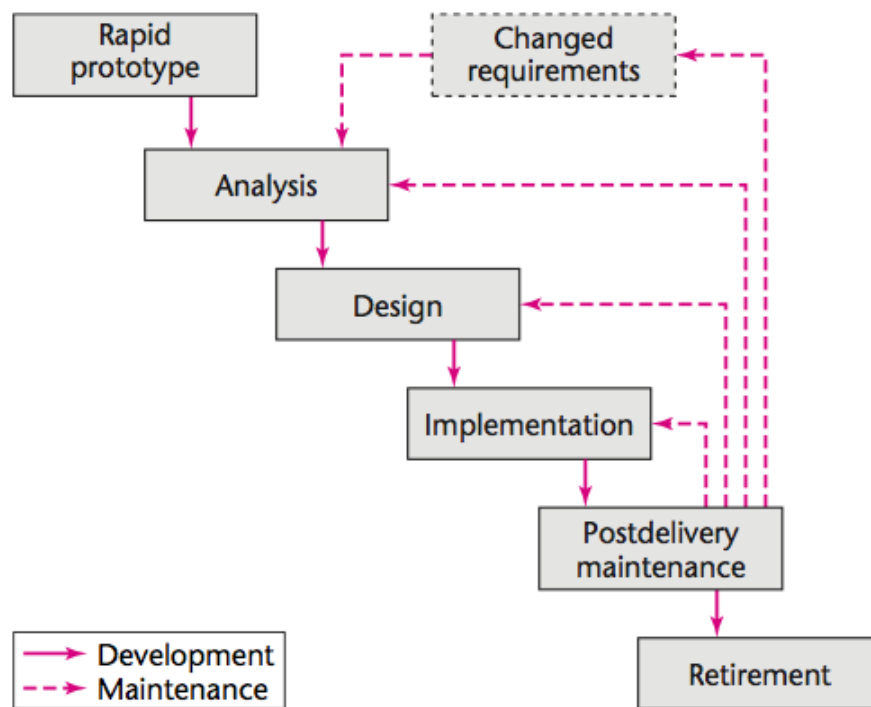 Rapid
prototype
Changed
requirements
Analysis
Design
Implementation
Postdelivery
maintenance
Retirement
Development
Maintenance